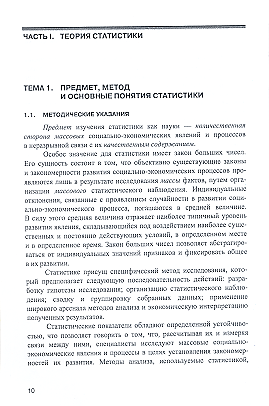 ЧАСТЬ I. ТЕОРИЯ СТАТИСТИКИ
ТЕМА 1. ПРЕДМЕТ, МЕТОД
И ОСНОВНЫЕ ПОНЯТИЯ СТАТИСТИКИ
1.1. МЕТОДИЧЕСКИЕ УКАЗАНИЯ
Предмет изучения статистики как науки — количественная
сторона массовых социально-экономических явлений и процессов
в неразрывной связи с их качественным содержанием.
Особое значение для статистики имеет закон больших чисел.
Его сущность состоит в том, что объективно существующие законы
и закономерности развития социально-экономических процессов про-
являются лишь в результате исследования массы фактов, путем орга-
низации массового статистического наблюдения. Индивидуальные
отклонения, связанные с проявлением случайности в развитии соци-
ально-экономического процесса, погашаются в средней величине.
В силу этого средняя величина отражает наиболее типичный уровень
развития явления, складывающийся под воздействием наиболее суще-
ственных и постоянно действующих условий, в определенном месте
и в определенное время. Закон больших чисел позволяет абстрагиро-
ваться от индивидуальных значений признаков и фиксировать общее
в их развитии.
Статистике присущ специфический метод исследования, кото-
рый предполагает следующую последовательность действий: разра-
ботку гипотезы исследования; организацию статистического наблю-
дения; сводку и группировку собранных данных; применение
широкого арсенала методов анализа и экономическую интерпретацию
полученных результатов.
Статистические показатели обладают определенной устойчиво-
стью, что позволяет говорить о том, что, рассчитывая их и измеряя
связи между ними, специалисты исследуют массовые социально-
экономические явления и процессы в целях установления закономер-
ностей их развития. Методы анализа, используемые статистикой,
10